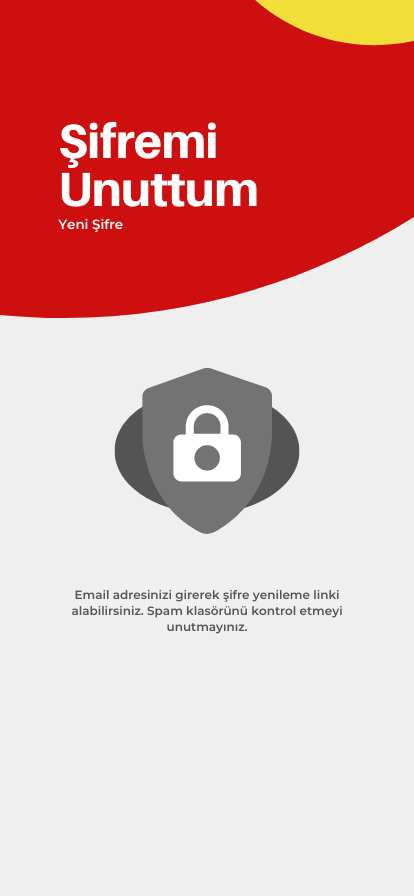 Şifremi
Unuttum
Yeni Şifre
Email adresinizi girerek şifre yenileme linki
alabilirsiniz. Spam klasörünü kontrol etmeyi
unutmayınız.